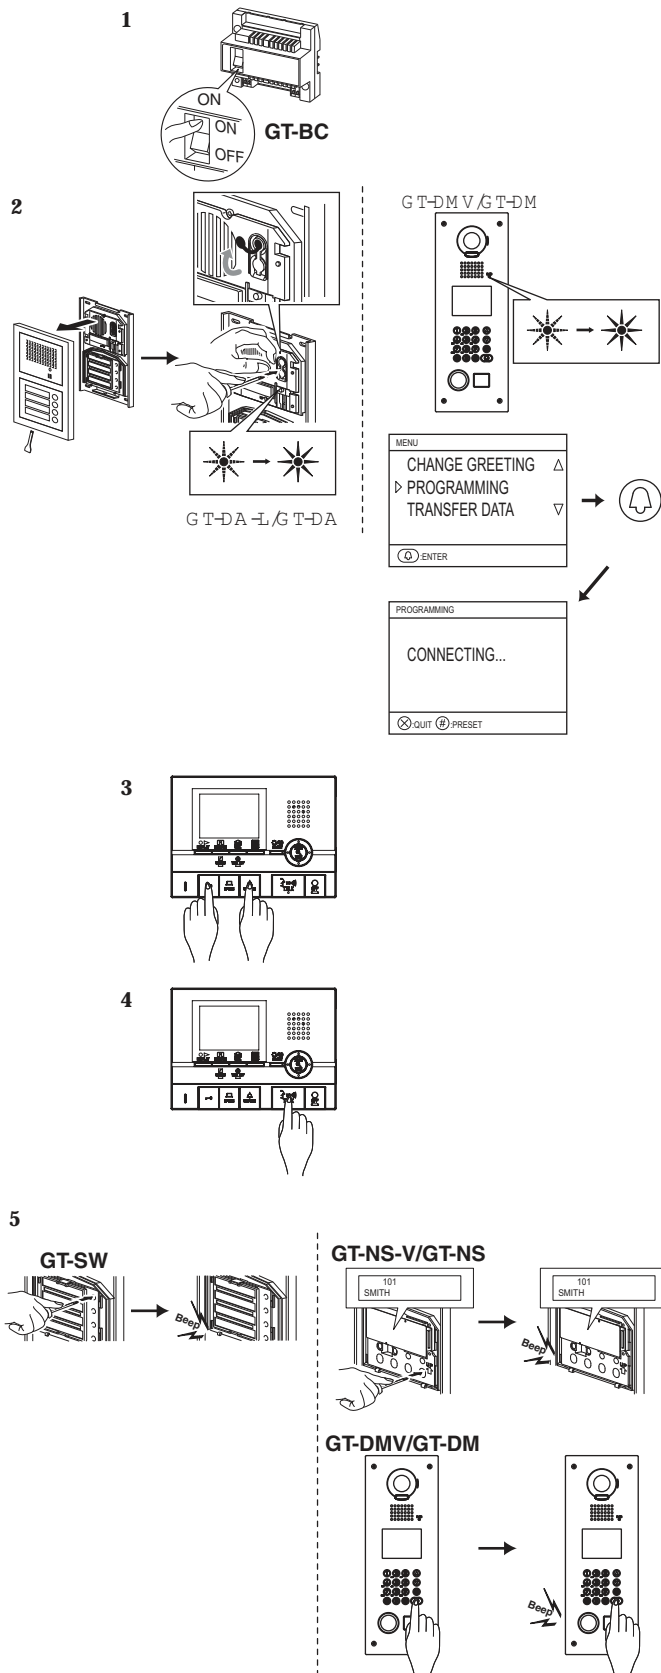 1
ON
ON
OFF
GT-BC
2
GT-DA-L/GT-DA
GT-DMV/GT-DM
MENU
CHANGE GREETING
PROGRAMMING
TRANSFER DATA
:ENTER
PROGRAMMING
CONNECTING...
:QUIT #:PRESET
3
4
5
GT-SW
Beep
GT-NS-V/GT-NS
101
SMITH
101
SMITH
Beep
GT-DMV/GT-DM
Beep